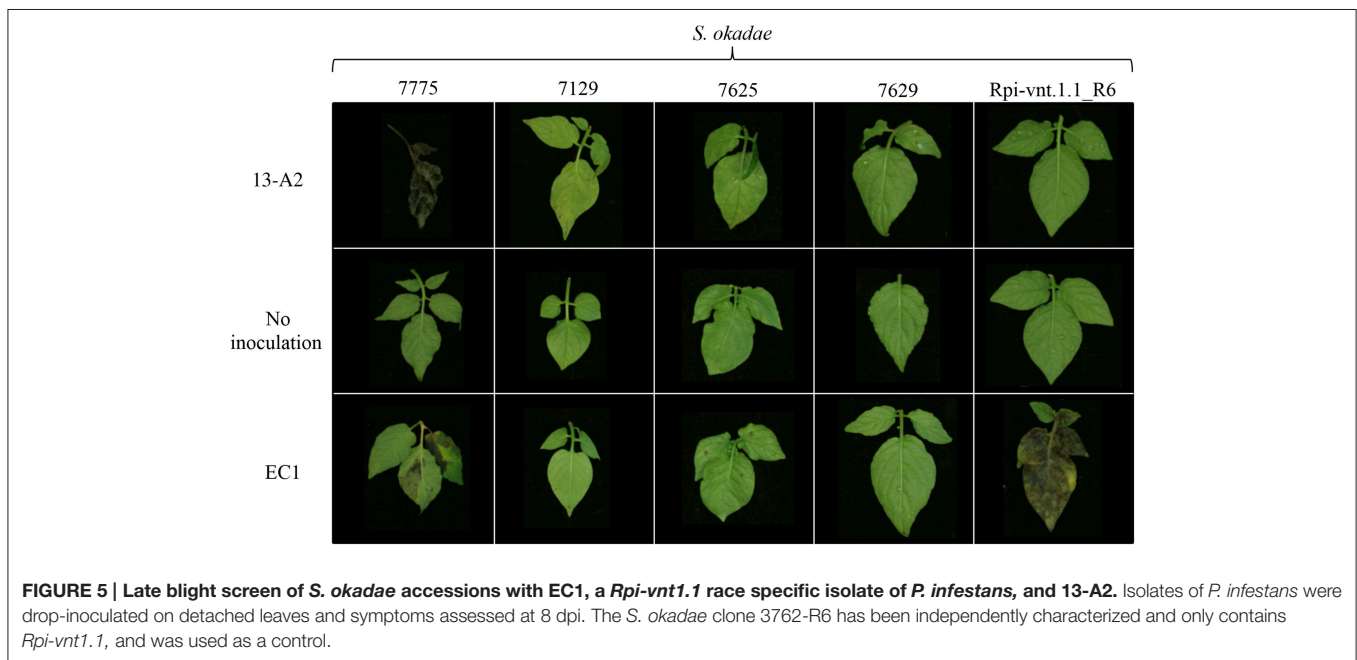 S. okadae
7775 7129 7625 7629 Rpi-vnt.1.1_R6
13-A2
No
inoculation
EC1
FIGURE 5 | Late blight screen of S. okadae accessions with EC1, a Rpi-vnt1.1 race specific isolate of P. infestans, and 13-A2. Isolates of P. infestans were
drop-inoculated on detached leaves and symptoms assessed at 8 dpi. The S. okadae clone 3762-R6 has been independently characterized and only contains
Rpi-vnt1.1, and was used as a control.